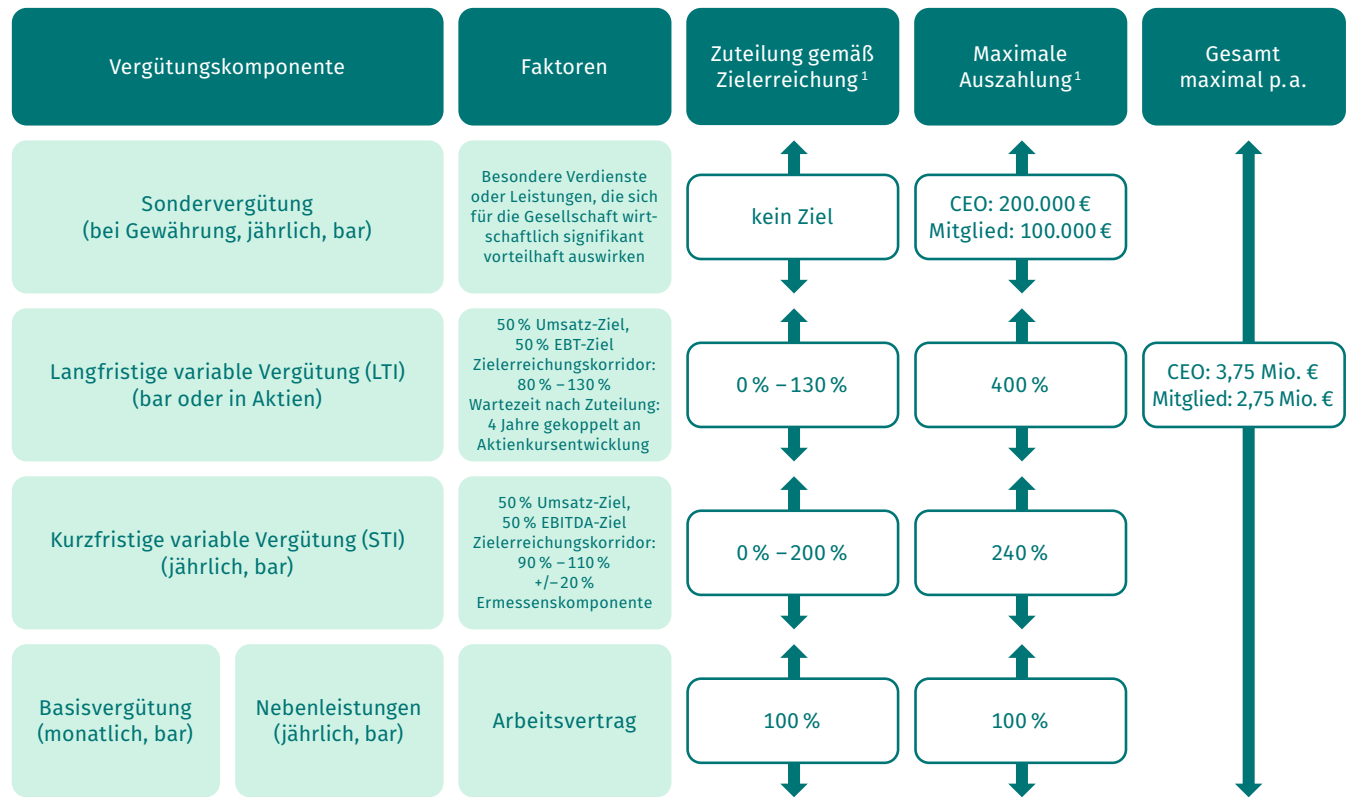 Vergütungskomponente
Faktoren
Zuteilung gemäß
Zielerreichung¹
Maximale
Auszahlung¹
Gesamt
maximal p. a.
Sondervergütung
(bei Gewährung, jährlich, bar)
Besondere Verdienste
oder Leistungen, die sich
für die Gesellschaft wirt-
schaftlich signifikant
vorteilhaft auswirken
kein Ziel
CEO: 200.000 €
Mitglied: 100.000 €
Langfristige variable Vergütung (LTI)
(bar oder in Aktien)
50 % Umsatz-Ziel,
50 % EBT-Ziel
Zielerreichungskorridor:
80 % – 130 %
Wartezeit nach Zuteilung:
4 Jahre gekoppelt an
Aktienkursentwicklung
0 % – 130 %
400 %
CEO: 3,75 Mio. €
Mitglied: 2,75 Mio. €
Kurzfristige variable Vergütung (STI)
(jährlich, bar)
50 % Umsatz-Ziel,
50 % EBITDA-Ziel
Zielerreichungskorridor:
90 % – 110 %
+/– 20 %
Ermessenskomponente
0 % – 200 %
240 %
Basisvergütung
(monatlich, bar)
Nebenleistungen
(jährlich, bar)
Arbeitsvertrag
100 %
100 %